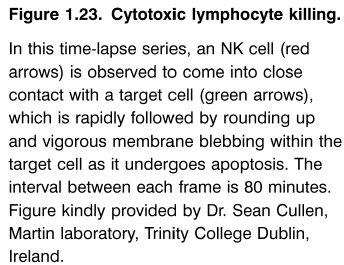 Figure 1.23. Cytotoxic lymphocyte killing.
In this time-lapse series, an NK cell (red
arrows) is observed to come into close
contact with a target cell (green arrows),
which is rapidly followed by rounding up
and vigorous membrane blebbing within the
target cell as it undergoes apoptosis. The
interval between each frame is 80 minutes.
Figure kindly provided by Dr. Sean Cullen,
Martin laboratory, Trinity College Dublin,
Ireland.